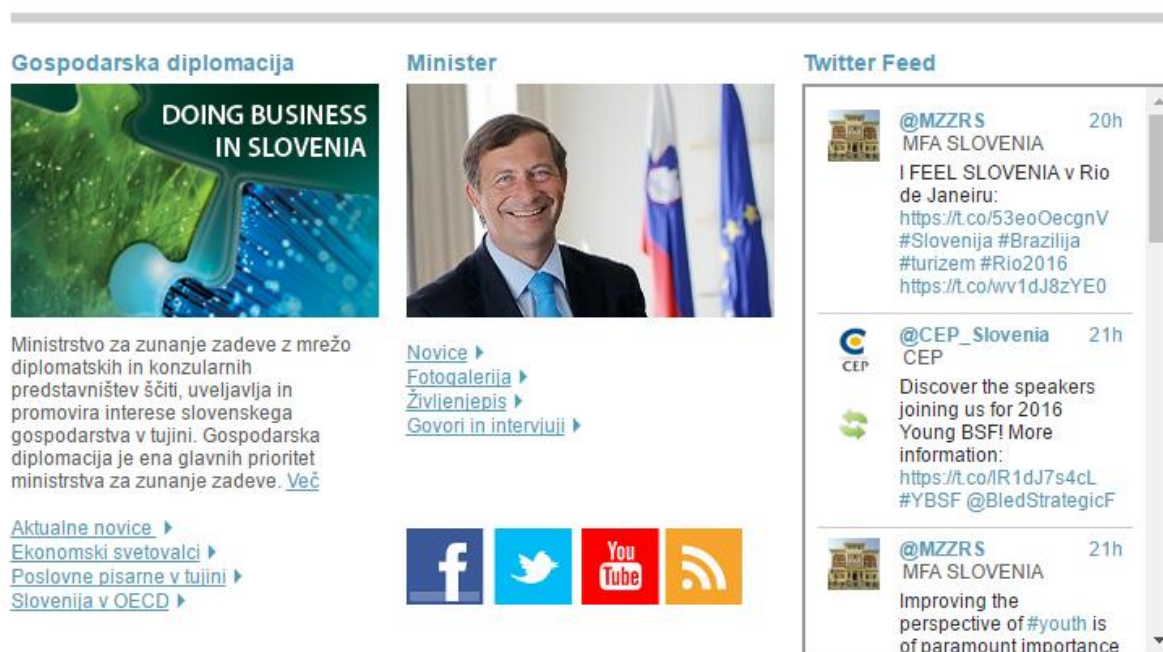 Gospodarska diplomacija
DOING BUSINESS
IN SLOVENIA
Ministrstvo za zunanje zadeve z mrežo
diplomatskih in konzularnih
predstavništev ščiti, uveljavlja in
promovira interese slovenskega
gospodarstva v tujini. Gospodarska
diplomacija je ena glavnih prioritet
ministrstva za zunanje zadeve. Več
Aktualne novice
Ekonomski svetovalci
Poslovne pisarne v tujini
Slovenija v OECD
Minister
Novice
Fotogalerija
Življenjepis
Govori in intervjuji
f
You
Tube
Twitter Feed
@MZZRS 20h
MFA SLOVENIA
I FEEL SLOVENIA v Rio
de Janeiru:
https://t.co/53eoOecgnV
#Slovenija #Brazilija
#turizem #Rio2016
https://t.co/wv1dJ8zYE0
CEP
@CEP_Slovenia 21h
CEP
Discover the speakers
joining us for 2016
Young BSF! More
information:
https://t.co/lR1dJ7s4cL
#YBSF @BledStrategicF
@MZZRS 21h
MFA SLOVENIA
Improving the
perspective of #youth is
of paramount importance